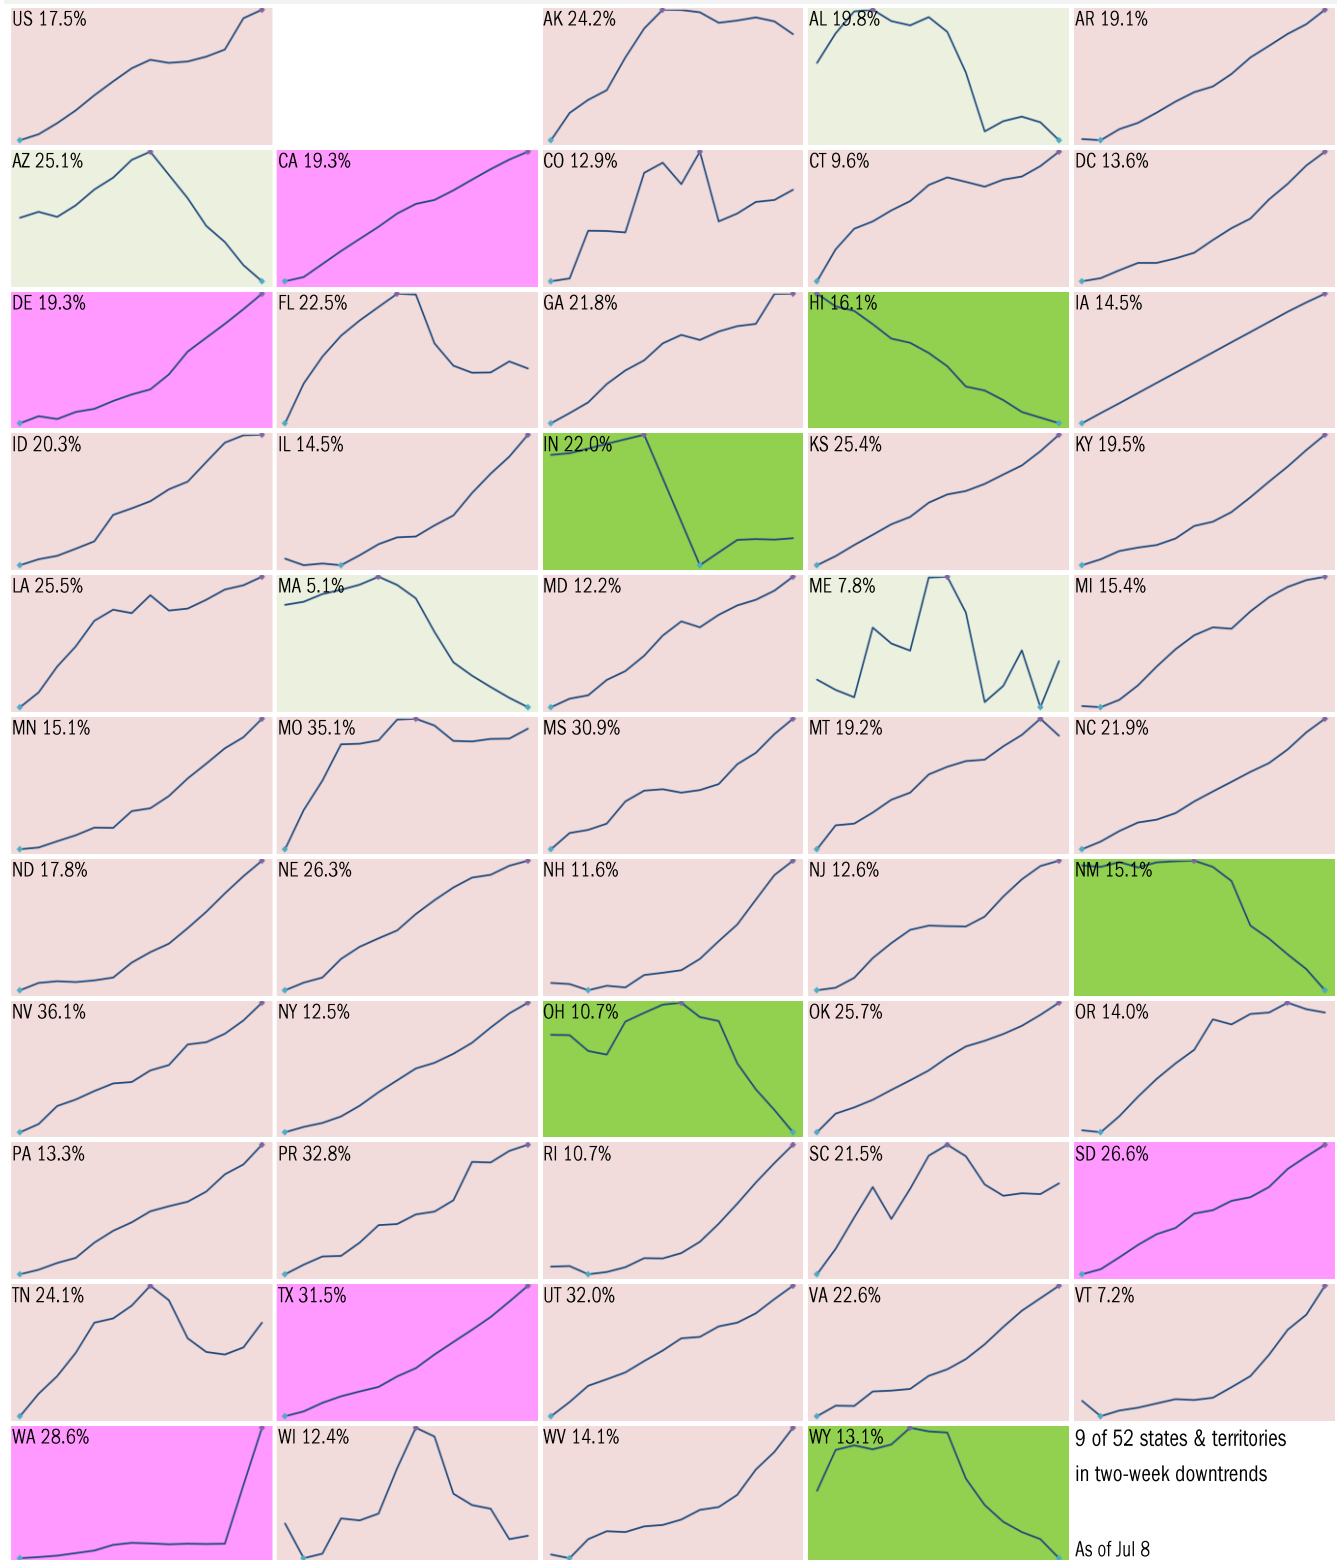 US 17.5%
AK 24.2%
AL 19.8%
AR 19.1%
AZ 25.1%
CA 19.3%
CO 12.9%
CT 9.6%
DC 13.6%
DE 19.3%
FL 22.5%
GA 21.8%
HI 16.1%
IA 14.5%
ID 20.3%
IL 14.5%
IN 22.0%
KS 25.4%
KY 19.5%
LA 25.5%
MA 5.1%
MD 12.2%
ME 7.8%
MI 15.4%
MN 15.1%
MO 35.1%
MS 30.9%
MT 19.2%
NC 21.9%
ND 17.8%
NE 26.3%
NH 11.6%
NJ 12.6%
NM 15.1%
NV 36.1%
NY 12.5%
OH 10.7%
OK 25.7%
OR 14.0%
PA 13.3%
PR 32.8%
RI 10.7%
SC 21.5%
SD 26.6%
TN 24.1%
TX 31.5%
UT 32.0%
VA 22.6%
VT 7.2%
WA 28.6%
WI 12.4%
WV 14.1%
WY 13.1%
9 of 52 states & territories
in two-week downtrends
As of Jul 8